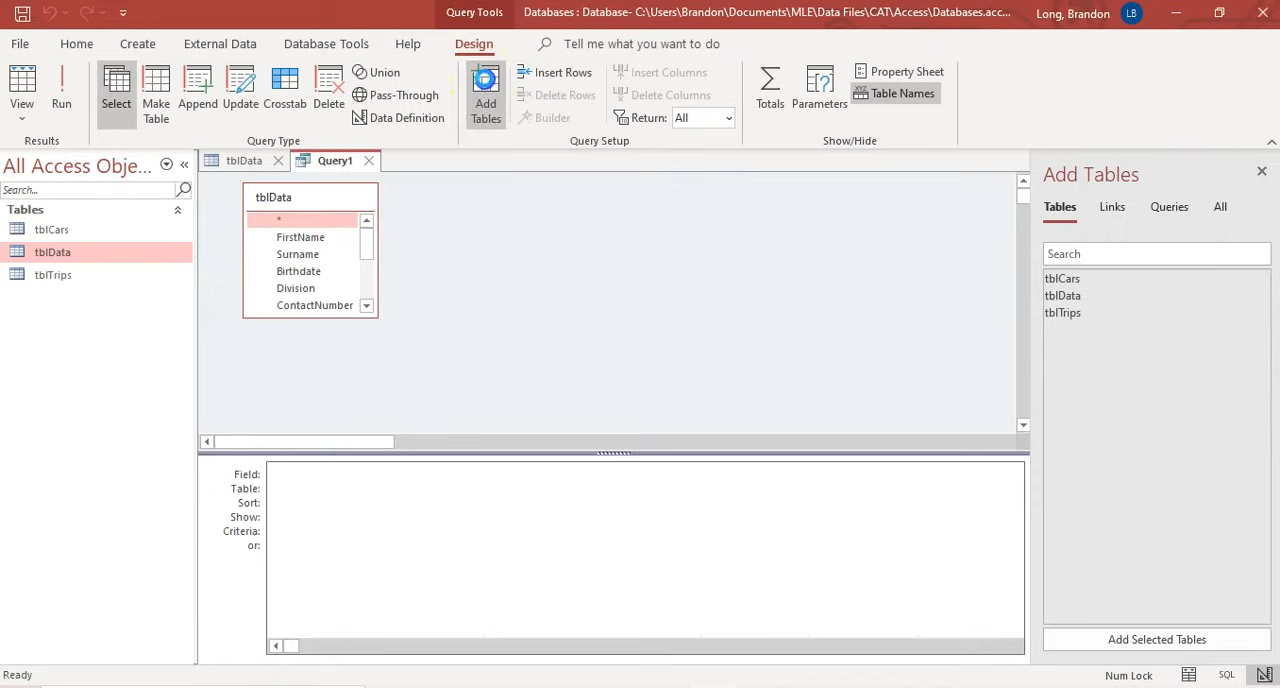 Query Tools
Databases : Database- C:\Users\Brandon\Documents\MLE\Data Files\CAT\Access\Databases.acc...
Long, Brandon
LB
File
Home
Create
External Data
Database Tools
Help
Design
Tell me what you want to do
View
Run
Results
Select
Make Table
Append
Update
Crosstab
Delete
Union
Pass-Through
Data Definition
Query Type
Add Tables
Insert Rows
Delete Rows
Builder
Insert Columns
Delete Columns
Return: All
Query Setup
Totals
Parameters
Property Sheet
XYZ Table Names
Show/Hide
All Access Obje...
Search...
Tables
tblCars
tblData
tblTrips
tblData
Query1
tblData
*
FirstName
Surname
Birthdate
Division
ContactNumber
Field:
Table:
Sort:
Show:
Criteria:
or:
Add Tables
Tables
Links
Queries
All
Search
tblCars
tblData
tblTrips
Add Selected Tables
Ready
Num Lock
SQL